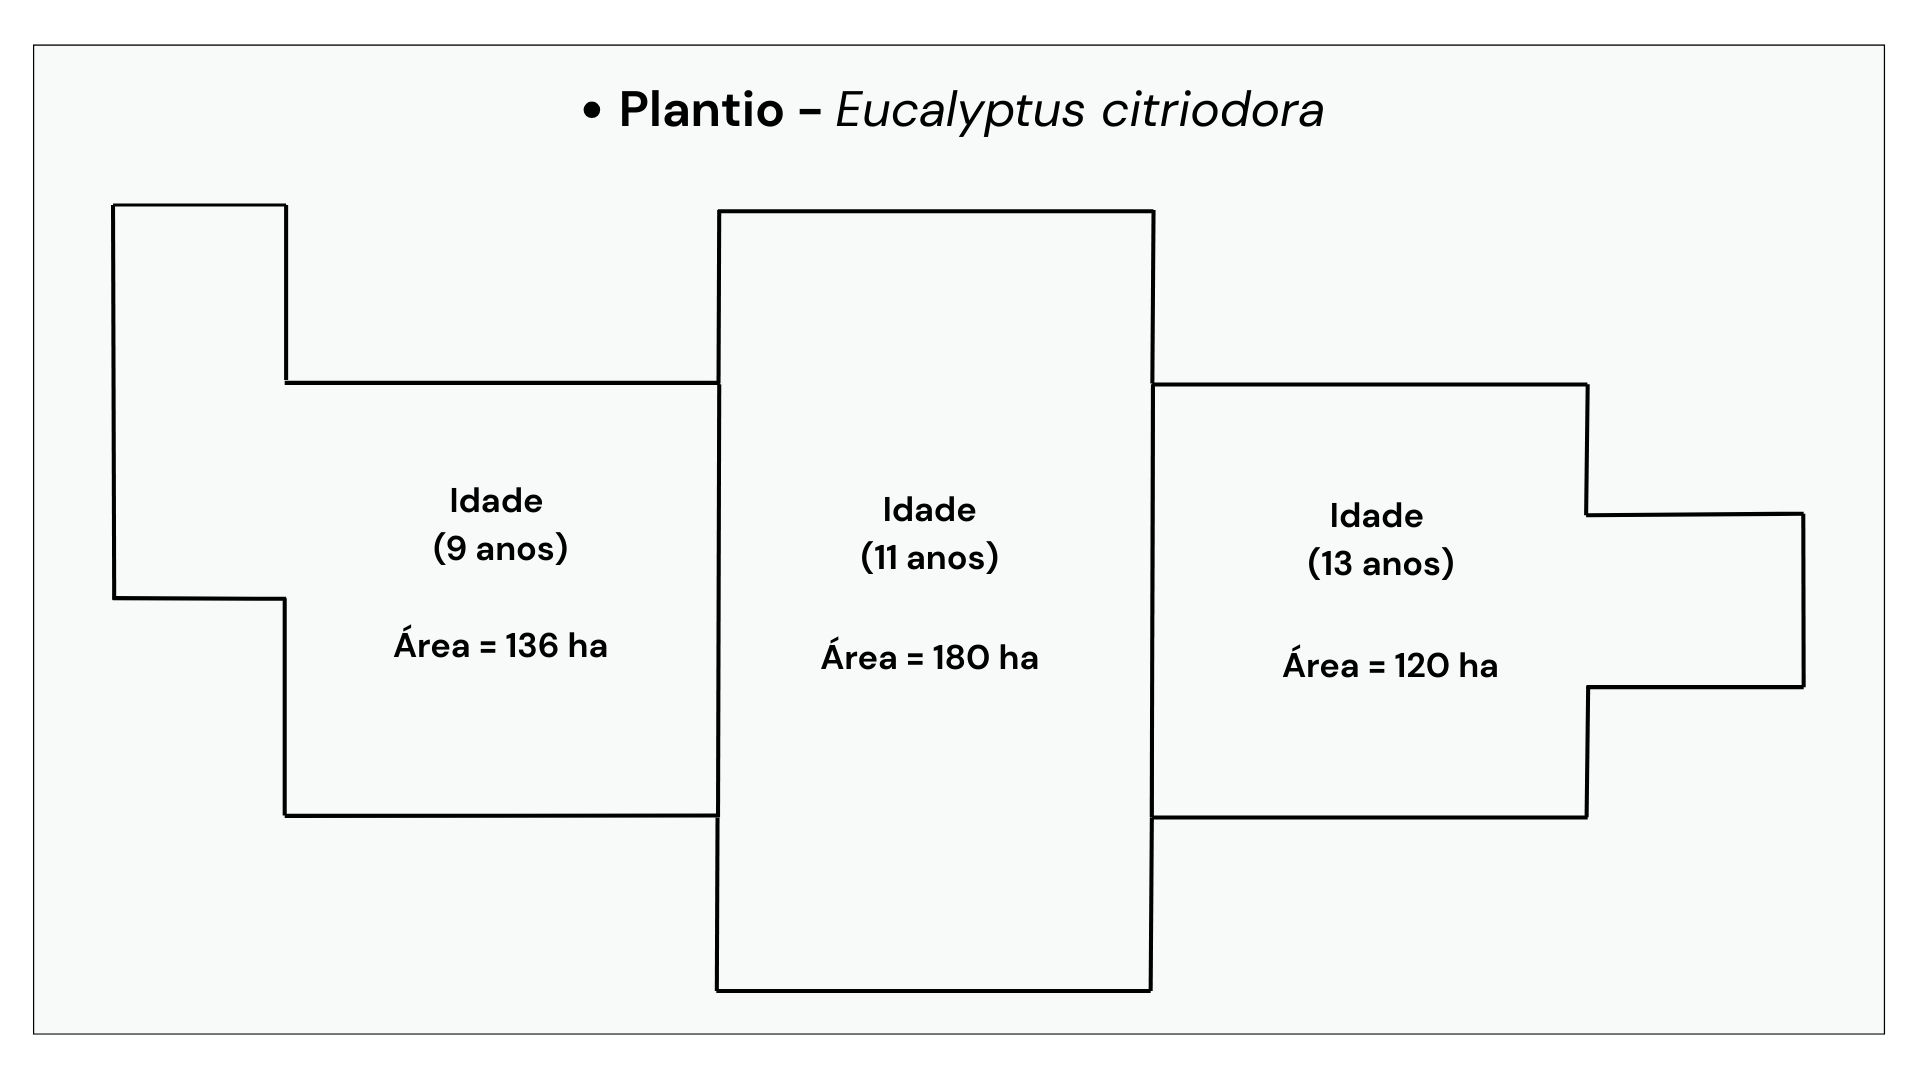 • Plantio – Eucalyptus citriodora
Idade
(9 anos)
Área = 136 ha
Idade
(11 anos)
Área = 180 ha
Idade
(13 anos)
Área = 120 ha